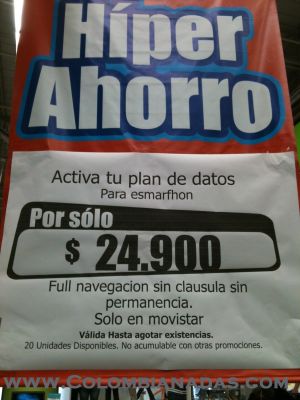 Híper
Ahorro
Activa tu plan de datos
Para esmarfhon
Por sólo
$ 24.900
Full navegacion sin clausula sin
permanencia.
Solo en movistar
Válida Hasta agotar existencias.
20 Unidades Disponibles. No acumulable con otras promociones.
www.Colombianadas.com